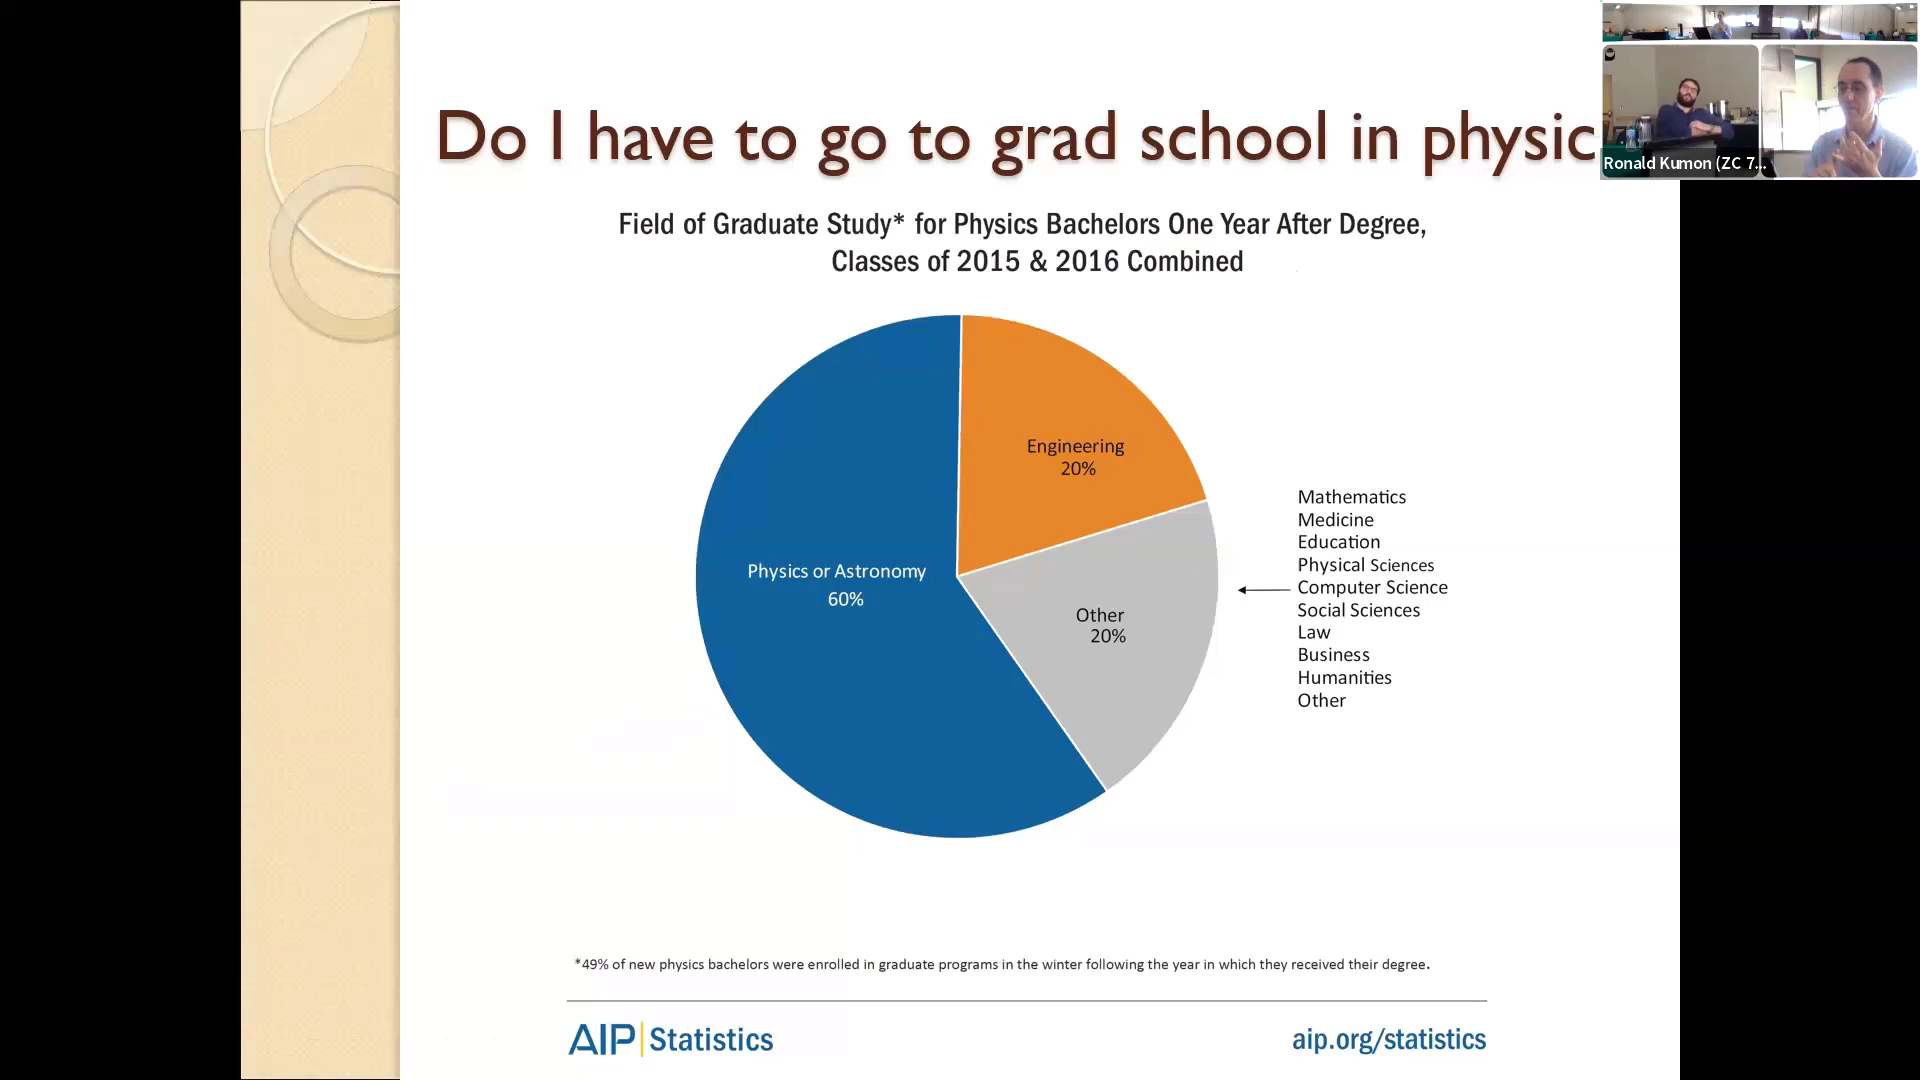 Do I have to go to grad school in physic
Ronald Kumon (ZC 7...
Field of Graduate Study* for Physics Bachelors One Year After Degree,
Classes of 2015 & 2016 Combined
Engineering
20%
Physics or Astronomy
60%
Other
20%
Mathematics
Medicine
Education
Physical Sciences
Computer Science
Social Sciences
Law
Business
Humanities
Other
*49% of new physics bachelors were enrolled in graduate programs in the winter following the year in which they received their degree.
AIP Statistics
aip.org/statistics